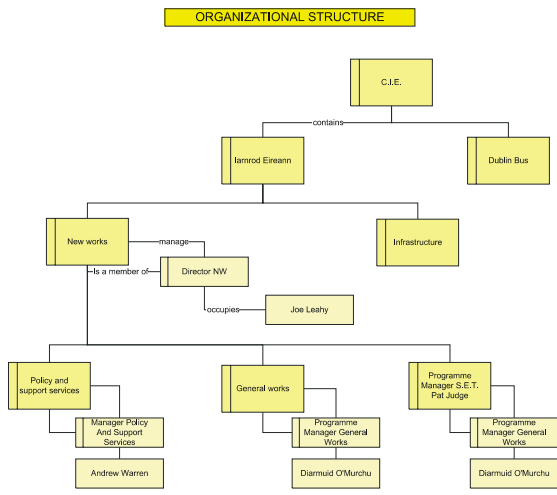 ORGANIZATIONAL STRUCTURE
C.I.E.
contains
Iarnrod Eireann
Dublin Bus
New works
manage
Infrastructure
Is a member of
Director NW
occupies
Joe Leahy
Policy and
support services
General works
Programme
Manager S.E.T.
Pat Judge
Manager Policy
And Support
Services
Programme
Manager General
Works
Programme
Manager General
Works
Andrew Warren
Diarmuid O'Murchu
Diarmuid O'Murchu